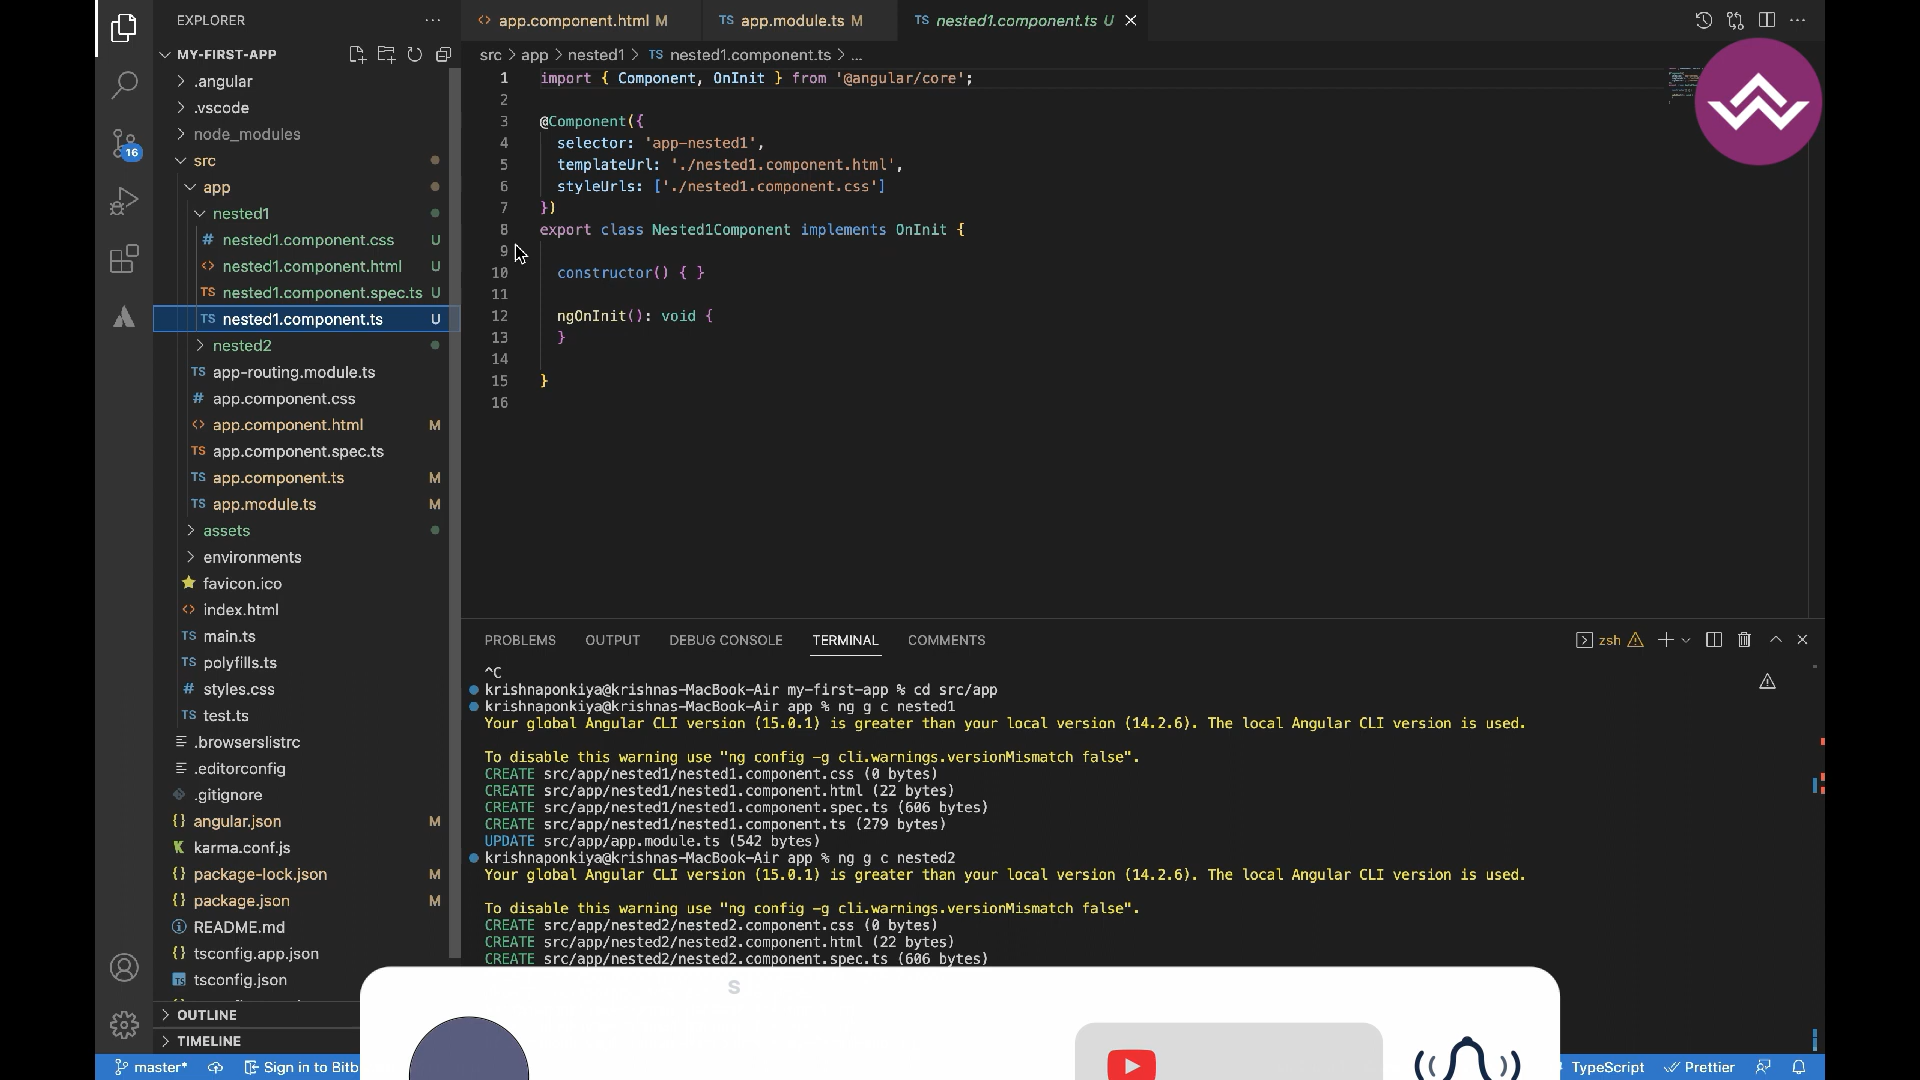 EXPLORER
MY-FIRST-APP
.angular
.vscode
node_modules
src
app
nested1
nested1.component.css U
nested1.component.html U
nested1.component.spec.ts U
nested1.component.ts U
nested2
app-routing.module.ts
app.component.css
app.component.html M
app.component.spec.ts
app.component.ts M
app.module.ts M
assets
environments
favicon.ico
index.html
main.ts
polyfills.ts
styles.css
test.ts
.browserslistrc
.editorconfig
.gitignore
angular.json M
karma.conf.js
package-lock.json M
package.json M
README.md
tsconfig.app.json
tsconfig.json
OUTLINE
TIMELINE
16
app.component.html M
TS app.module.ts M
TS nested1.component.ts U
src > app > nested1 > TS nested1.component.ts > ...
1 import { Component, OnInit } from '@angular/core';
2
3 @Component({
4 selector: 'app-nested1',
5 templateUrl: './nested1.component.html',
6 styleUrls: ['./nested1.component.css']
7 })
8 export class Nested1Component implements OnInit {
9
10 constructor() { }
11
12 ngOnInit(): void {
13 }
14
15 }
16
PROBLEMS OUTPUT DEBUG CONSOLE TERMINAL COMMENTS
zsh
^C
krishnaponkiya@krishnas-MacBook-Air my-first-app % cd src/app
krishnaponkiya@krishnas-MacBook-Air app % ng g c nested1
Your global Angular CLI version (15.0.1) is greater than your local version (14.2.6). The local Angular CLI version is used.
To disable this warning use "ng config -g cli.warnings.versionMismatch false".
CREATE src/app/nested1/nested1.component.css (0 bytes)
CREATE src/app/nested1/nested1.component.html (22 bytes)
CREATE src/app/nested1/nested1.component.spec.ts (606 bytes)
CREATE src/app/nested1/nested1.component.ts (279 bytes)
UPDATE src/app/app.module.ts (542 bytes)
krishnaponkiya@krishnas-MacBook-Air app % ng g c nested2
Your global Angular CLI version (15.0.1) is greater than your local version (14.2.6). The local Angular CLI version is used.
To disable this warning use "ng config -g cli.warnings.versionMismatch false".
CREATE src/app/nested2/nested2.component.css (0 bytes)
CREATE src/app/nested2/nested2.component.html (22 bytes)
CREATE src/app/nested2/nested2.component.spec.ts (606 bytes)
s
master* Sign in to Bitb
TypeScript Prettier